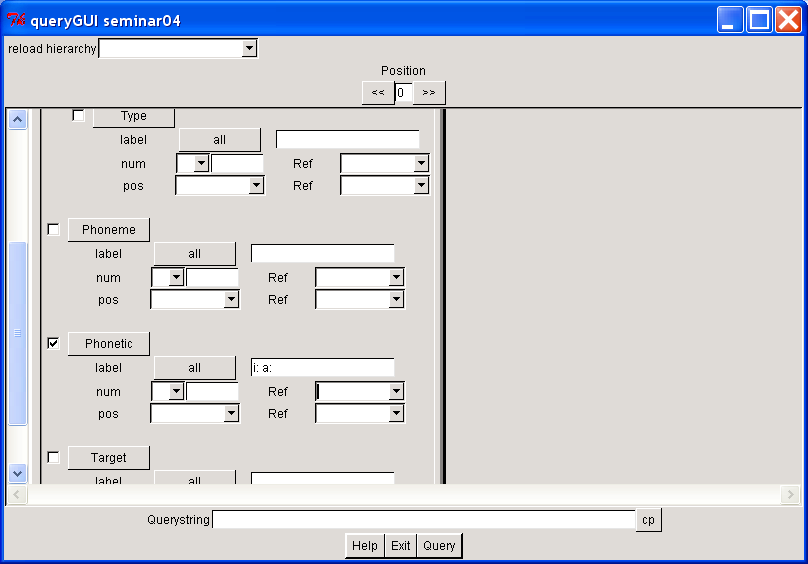 queryGUI seminar04
reload hierarchy
Position
<< 0 >>
Type
label all
num Ref
pos Ref
Phoneme
label all
num Ref
pos Ref
Phonetic
label all i: a:
num Ref
pos Ref
Target
label all
Querystring cp
Help Exit Query